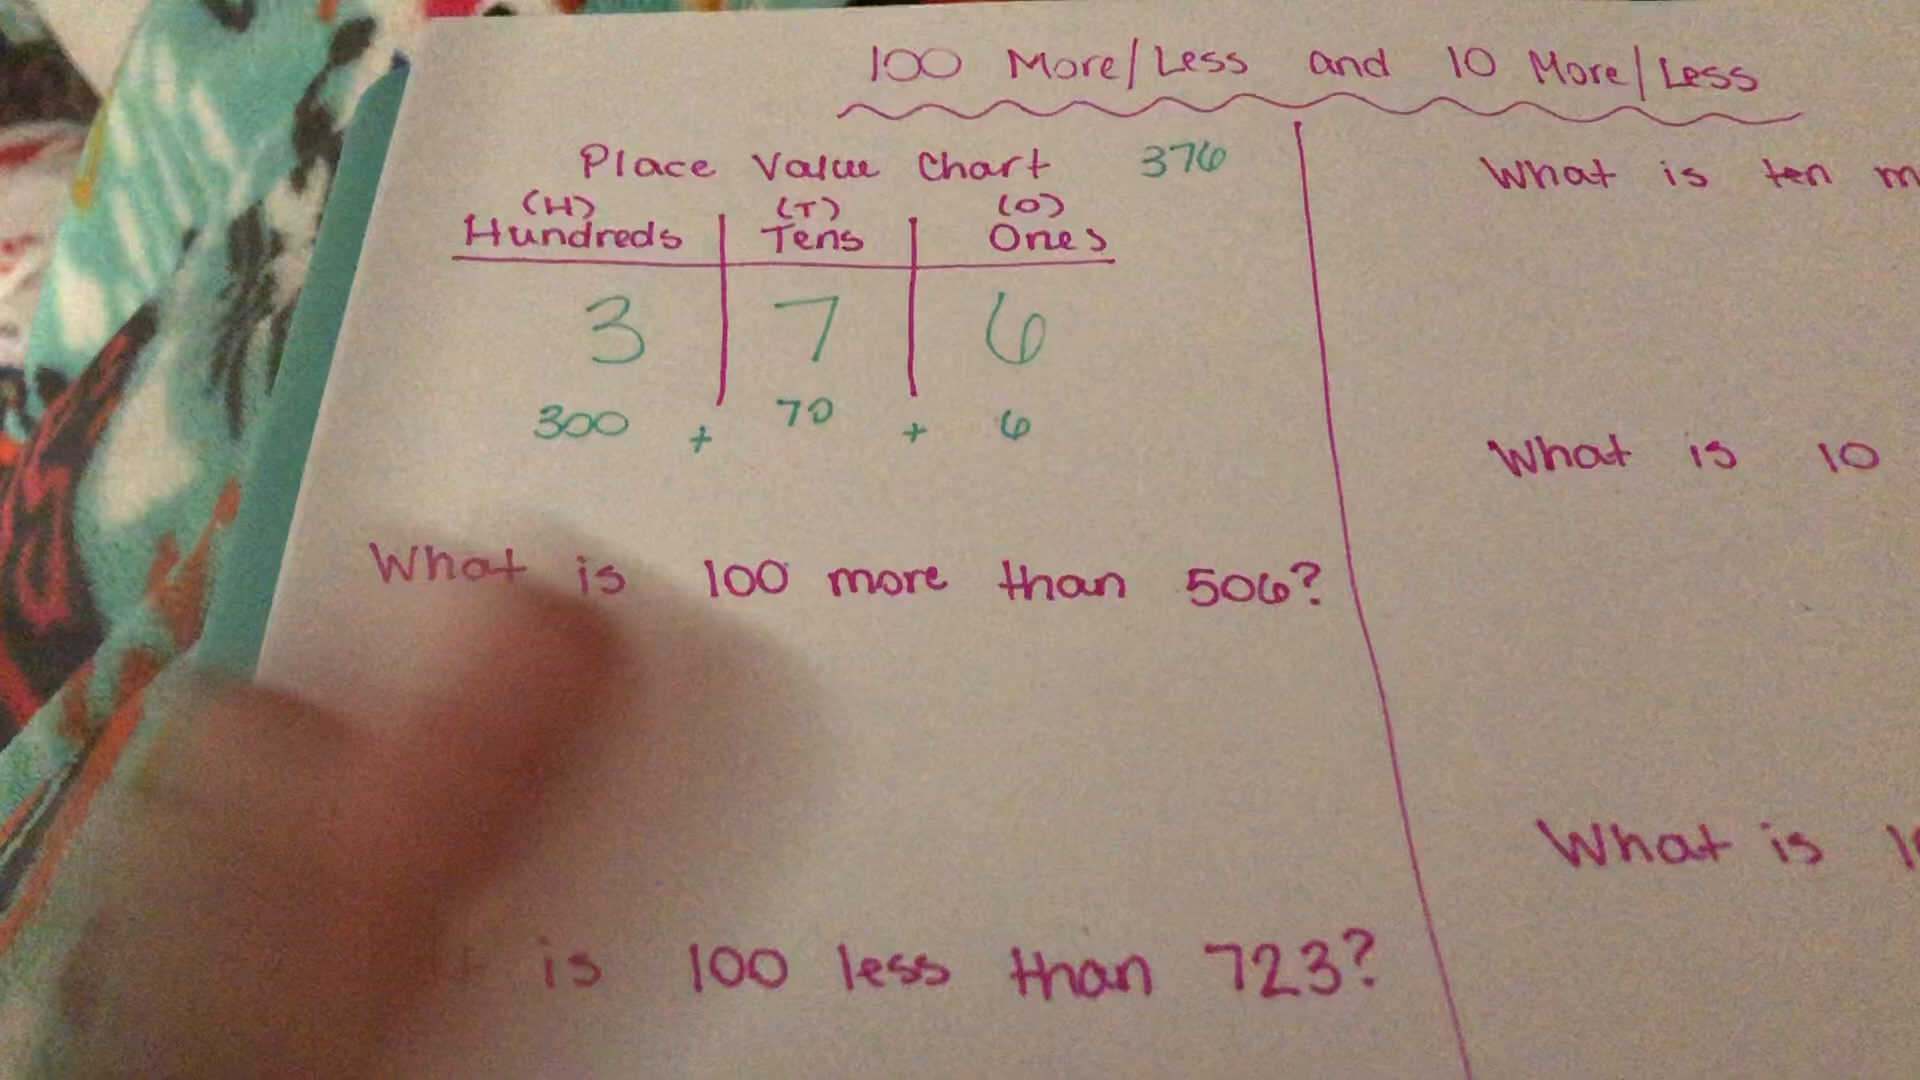 100 More/Less and 10 More/Less
Place Value Chart 376
(H) (T) (O)
Hundreds Tens Ones
3 7 6
300 + 70 + 6
What is 100 more than 506?
is 100 less than 723?
What is ten
What is 10
What is